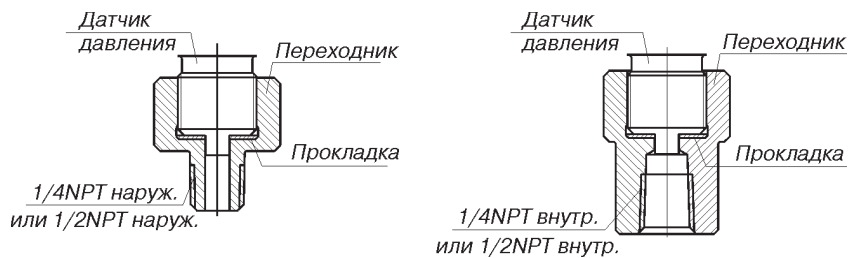 Датчик
давления
Переходник
Прокладка
1/4NPT наруж.
или 1/2NPT наруж.
Датчик
давления
Переходник
Прокладка
1/4NPT внутр.
или 1/2NPT внутр.